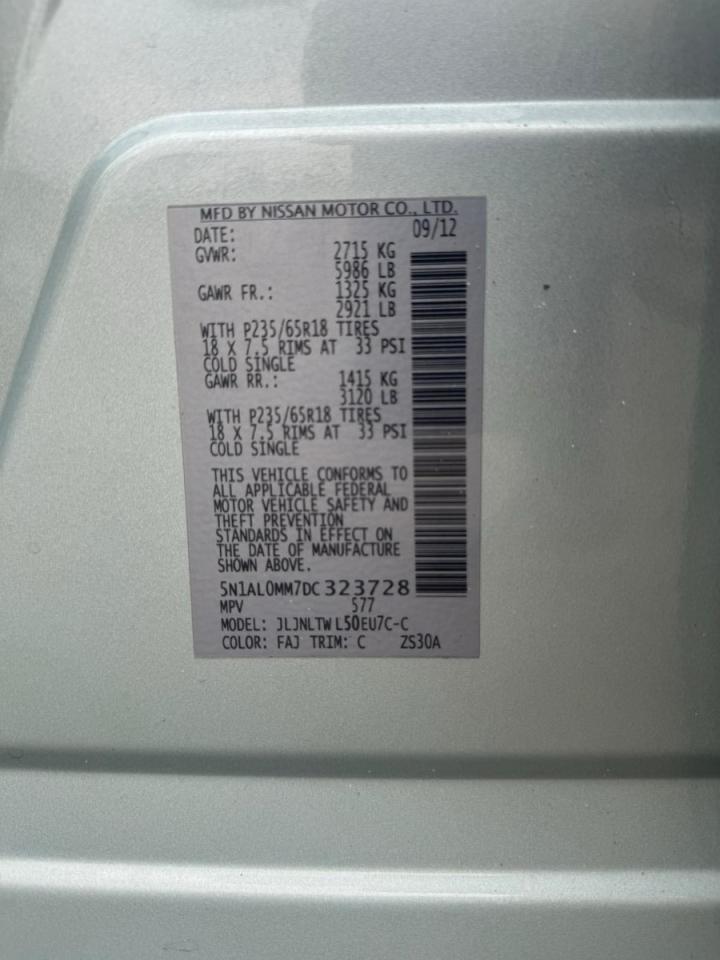 MFD BY NISSAN MOTOR CO., LTD.
DATE: 09/12
GVWR: 2715 KG
5986 LB
GAWR FR.: 1325 KG
2921 LB
WITH P235/65R18 TIRES
18 X 7.5 RIMS AT 33 PSI
COLD SINGLE
GAWR RR.: 1415 KG
3120 LB
WITH P235/65R18 TIRES
18 X 7.5 RIMS AT 33 PSI
COLD SINGLE
THIS VEHICLE CONFORMS TO
ALL APPLICABLE FEDERAL
MOTOR VEHICLE SAFETY AND
THEFT PREVENTION
STANDARDS IN EFFECT ON
THE DATE OF MANUFACTURE
SHOWN ABOVE.
5N1AL0MM7DC323728
MPV 577
MODEL: JLJNLTWL50EU7C-C
COLOR: FAJ TRIM: C ZS30A